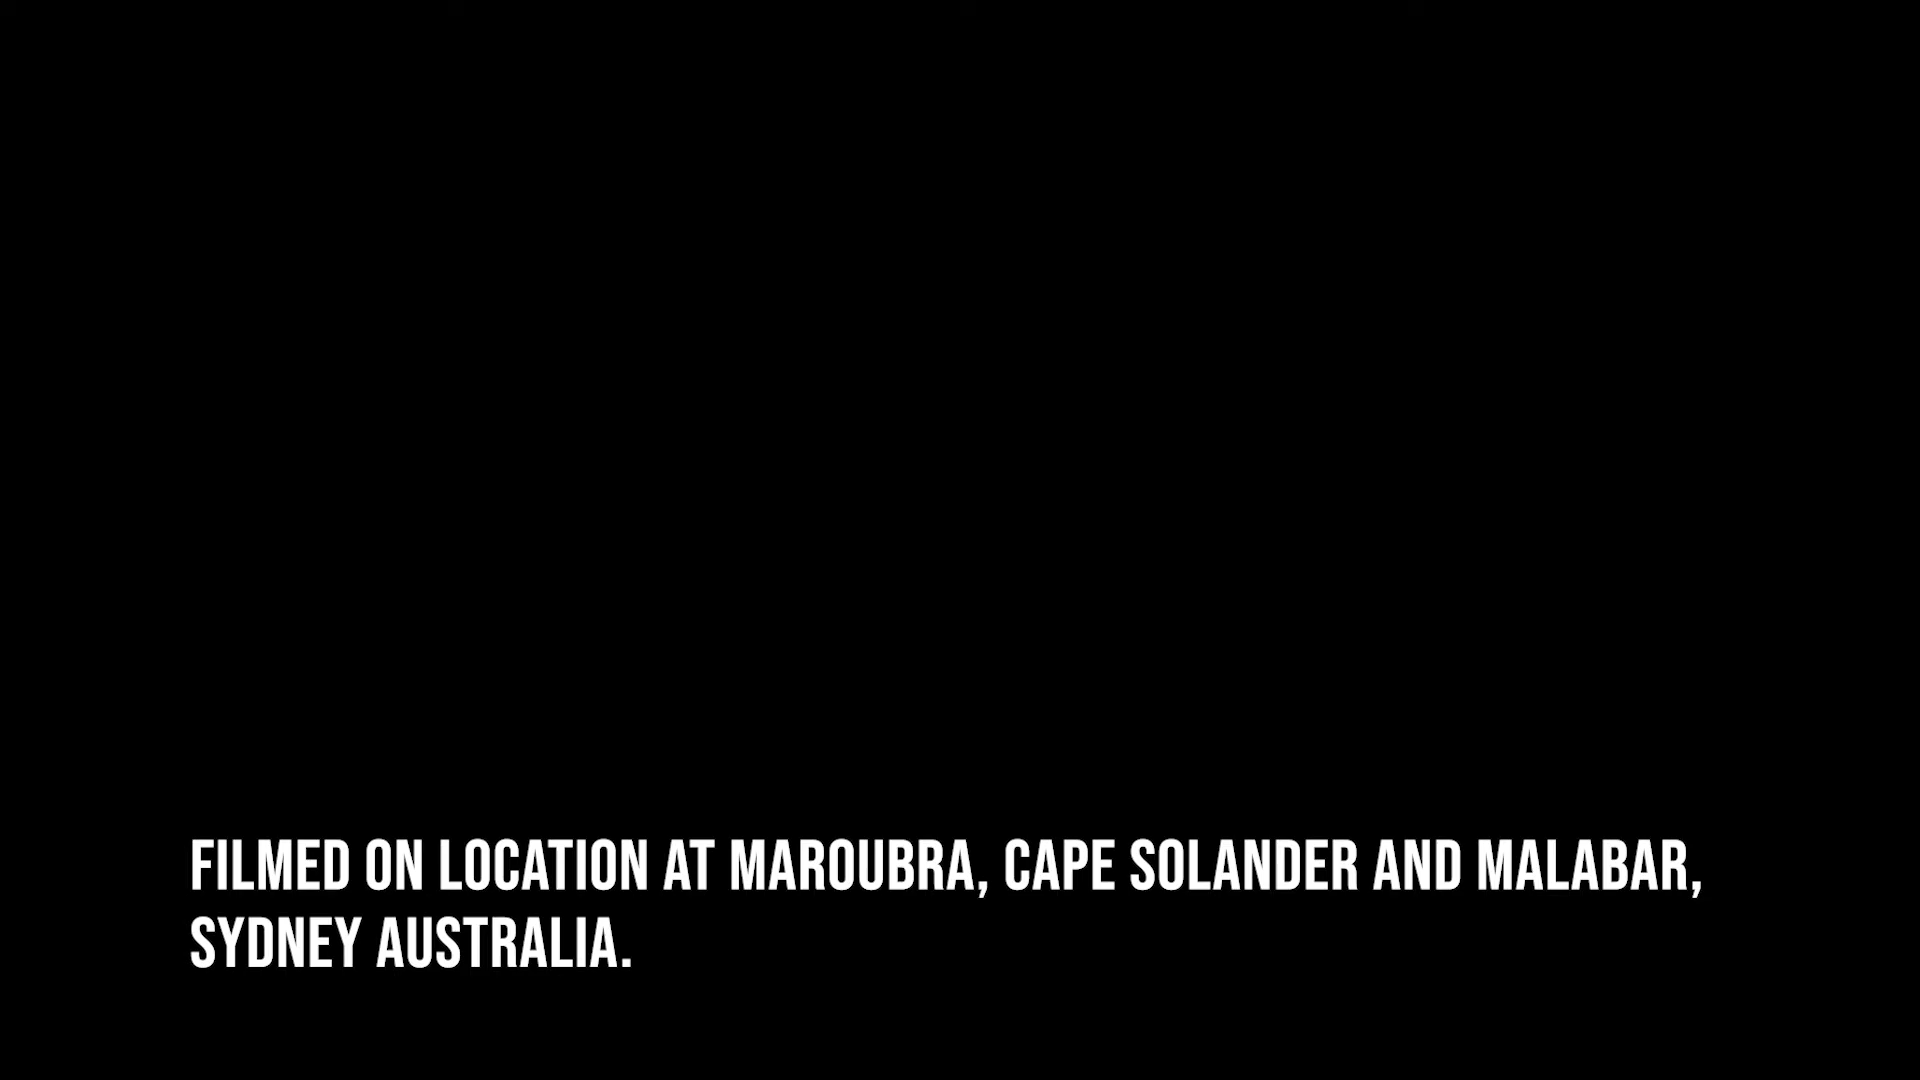 FILMED ON LOCATION AT MAROUBRA, CAPE SOLANDER AND MALABAR,
SYDNEY AUSTRALIA.